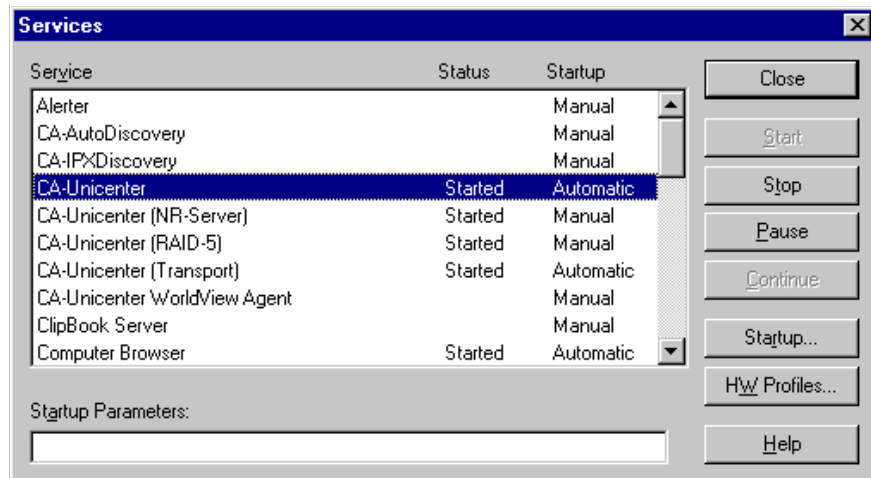 Services
Service Status Startup
Alerter Manual
CA-AutoDiscovery Manual
CA-IPXDiscovery Manual
CA-Unicenter Started Automatic
CA-Unicenter (NR-Server) Started Manual
CA-Unicenter (RAID-5) Started Manual
CA-Unicenter (Transport) Started Automatic
CA-Unicenter WorldView Agent Manual
ClipBook Server Manual
Computer Browser Started Automatic
Startup Parameters:
Close
Start
Stop
Pause
Continue
Startup...
HW Profiles...
Help